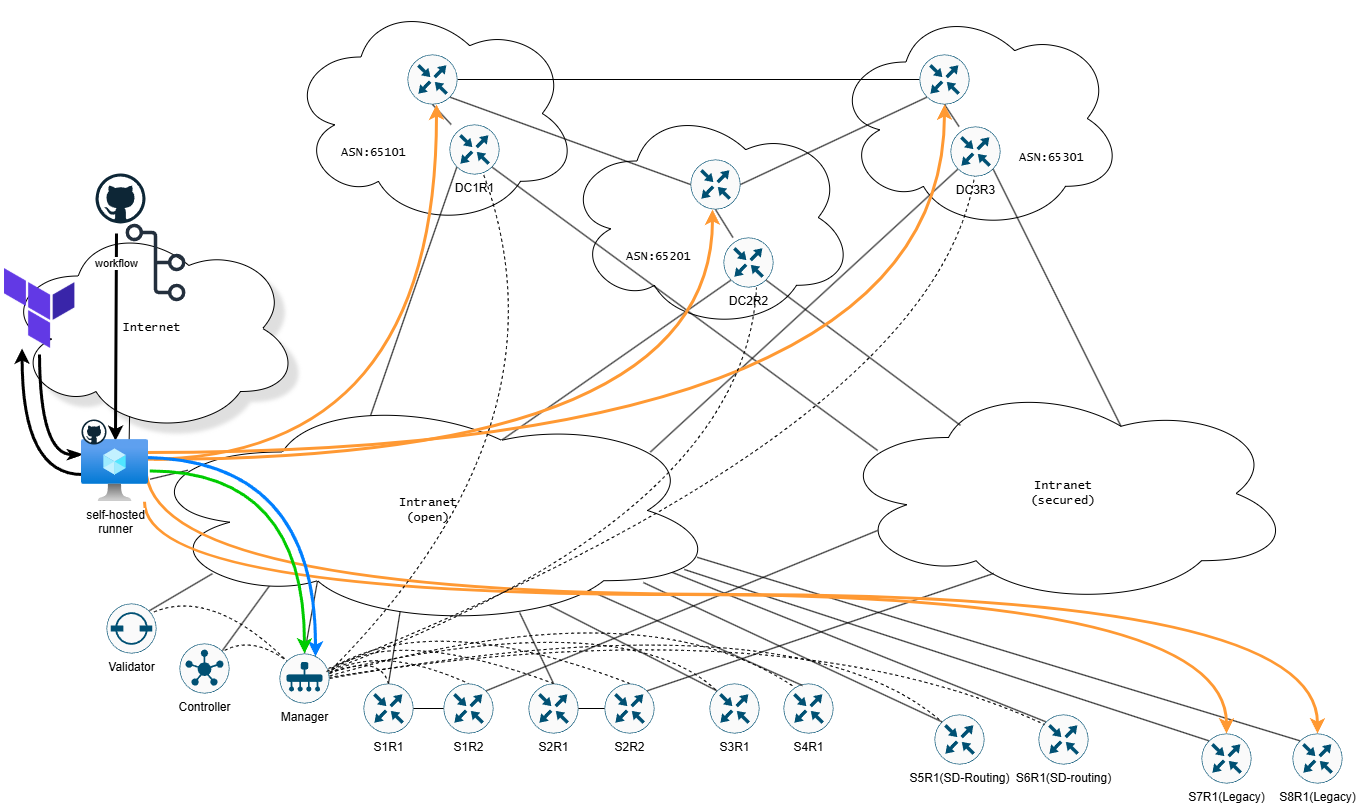 ASN:65101
DC1R1
ASN:65301
DC3R3
ASN:65201
DC2R2
workflow
Internet
self-hosted
runner
Intranet
(open)
Intranet
(secured)
Validator
Controller
Manager
S1R1
S1R2
S2R1
S2R2
S3R1
S4R1
S5R1(SD-Routing)
S6R1(SD-routing)
S7R1(Legacy)
S8R1(Legacy)